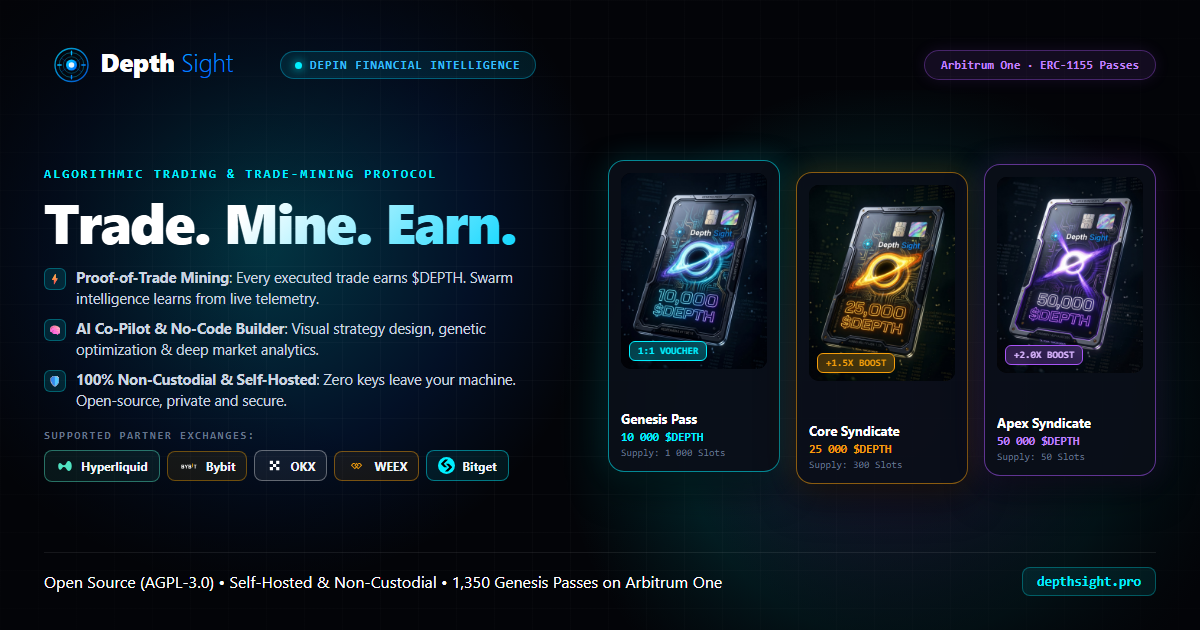 Depth Sight
DEPIN FINANCIAL INTELLIGENCE
Arbitrum One · ERC-1155 Passes
ALGORITHMIC TRADING & TRADE-MINING PROTOCOL
Trade. Mine. Earn.
Proof-of-Trade Mining: Every executed trade earns $DEPTH. Swarm
intelligence learns from live telemetry.
AI Co-Pilot & No-Code Builder: Visual strategy design, genetic
optimization & deep market analytics.
100% Non-Custodial & Self-Hosted: Zero keys leave your machine.
Open-source, private and secure.
SUPPORTED PARTNER EXCHANGES:
Hyperliquid
BYBIT Bybit
OKX
WEEX
Bitget
Depth Sight
10,000
$DEPTH
1:1 VOUCHER
Genesis Pass
10 000 $DEPTH
Supply: 1 000 Slots
Depth Sight
25,000
$DEPTH
+1.5X BOOST
Core Syndicate
25 000 $DEPTH
Supply: 300 Slots
Depth Sight
50,000
$DEPTH
+2.0X BOOST
Apex Syndicate
50 000 $DEPTH
Supply: 50 Slots
Open Source (AGPL-3.0) • Self-Hosted & Non-Custodial • 1,350 Genesis Passes on Arbitrum One
depthsight.pro